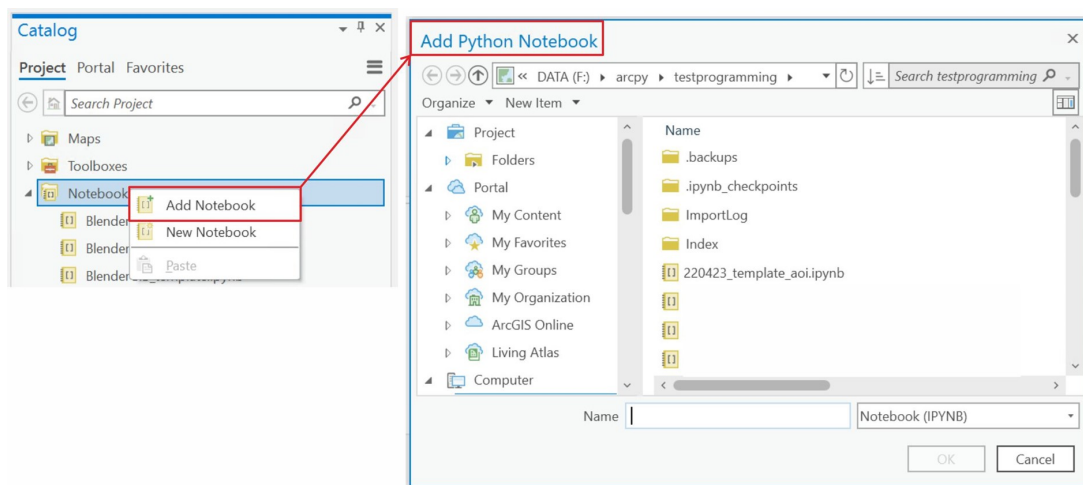 Catalog
Project Portal Favorites
Search Project
Maps
Toolboxes
Notebook
Add Notebook
Blender
New Notebook
Blender
Paste
Blender
Add Python Notebook
« DATA (F:) arcpy testprogramming
Search testprogramming
Organize New Item
Project
Folders
Portal
My Content
My Favorites
My Groups
My Organization
ArcGIS Online
Living Atlas
Computer
Name
.backups
.ipynb_checkpoints
ImportLog
Index
220423_template_aoi.ipynb
Name
Notebook (IPYNB)
OK Cancel